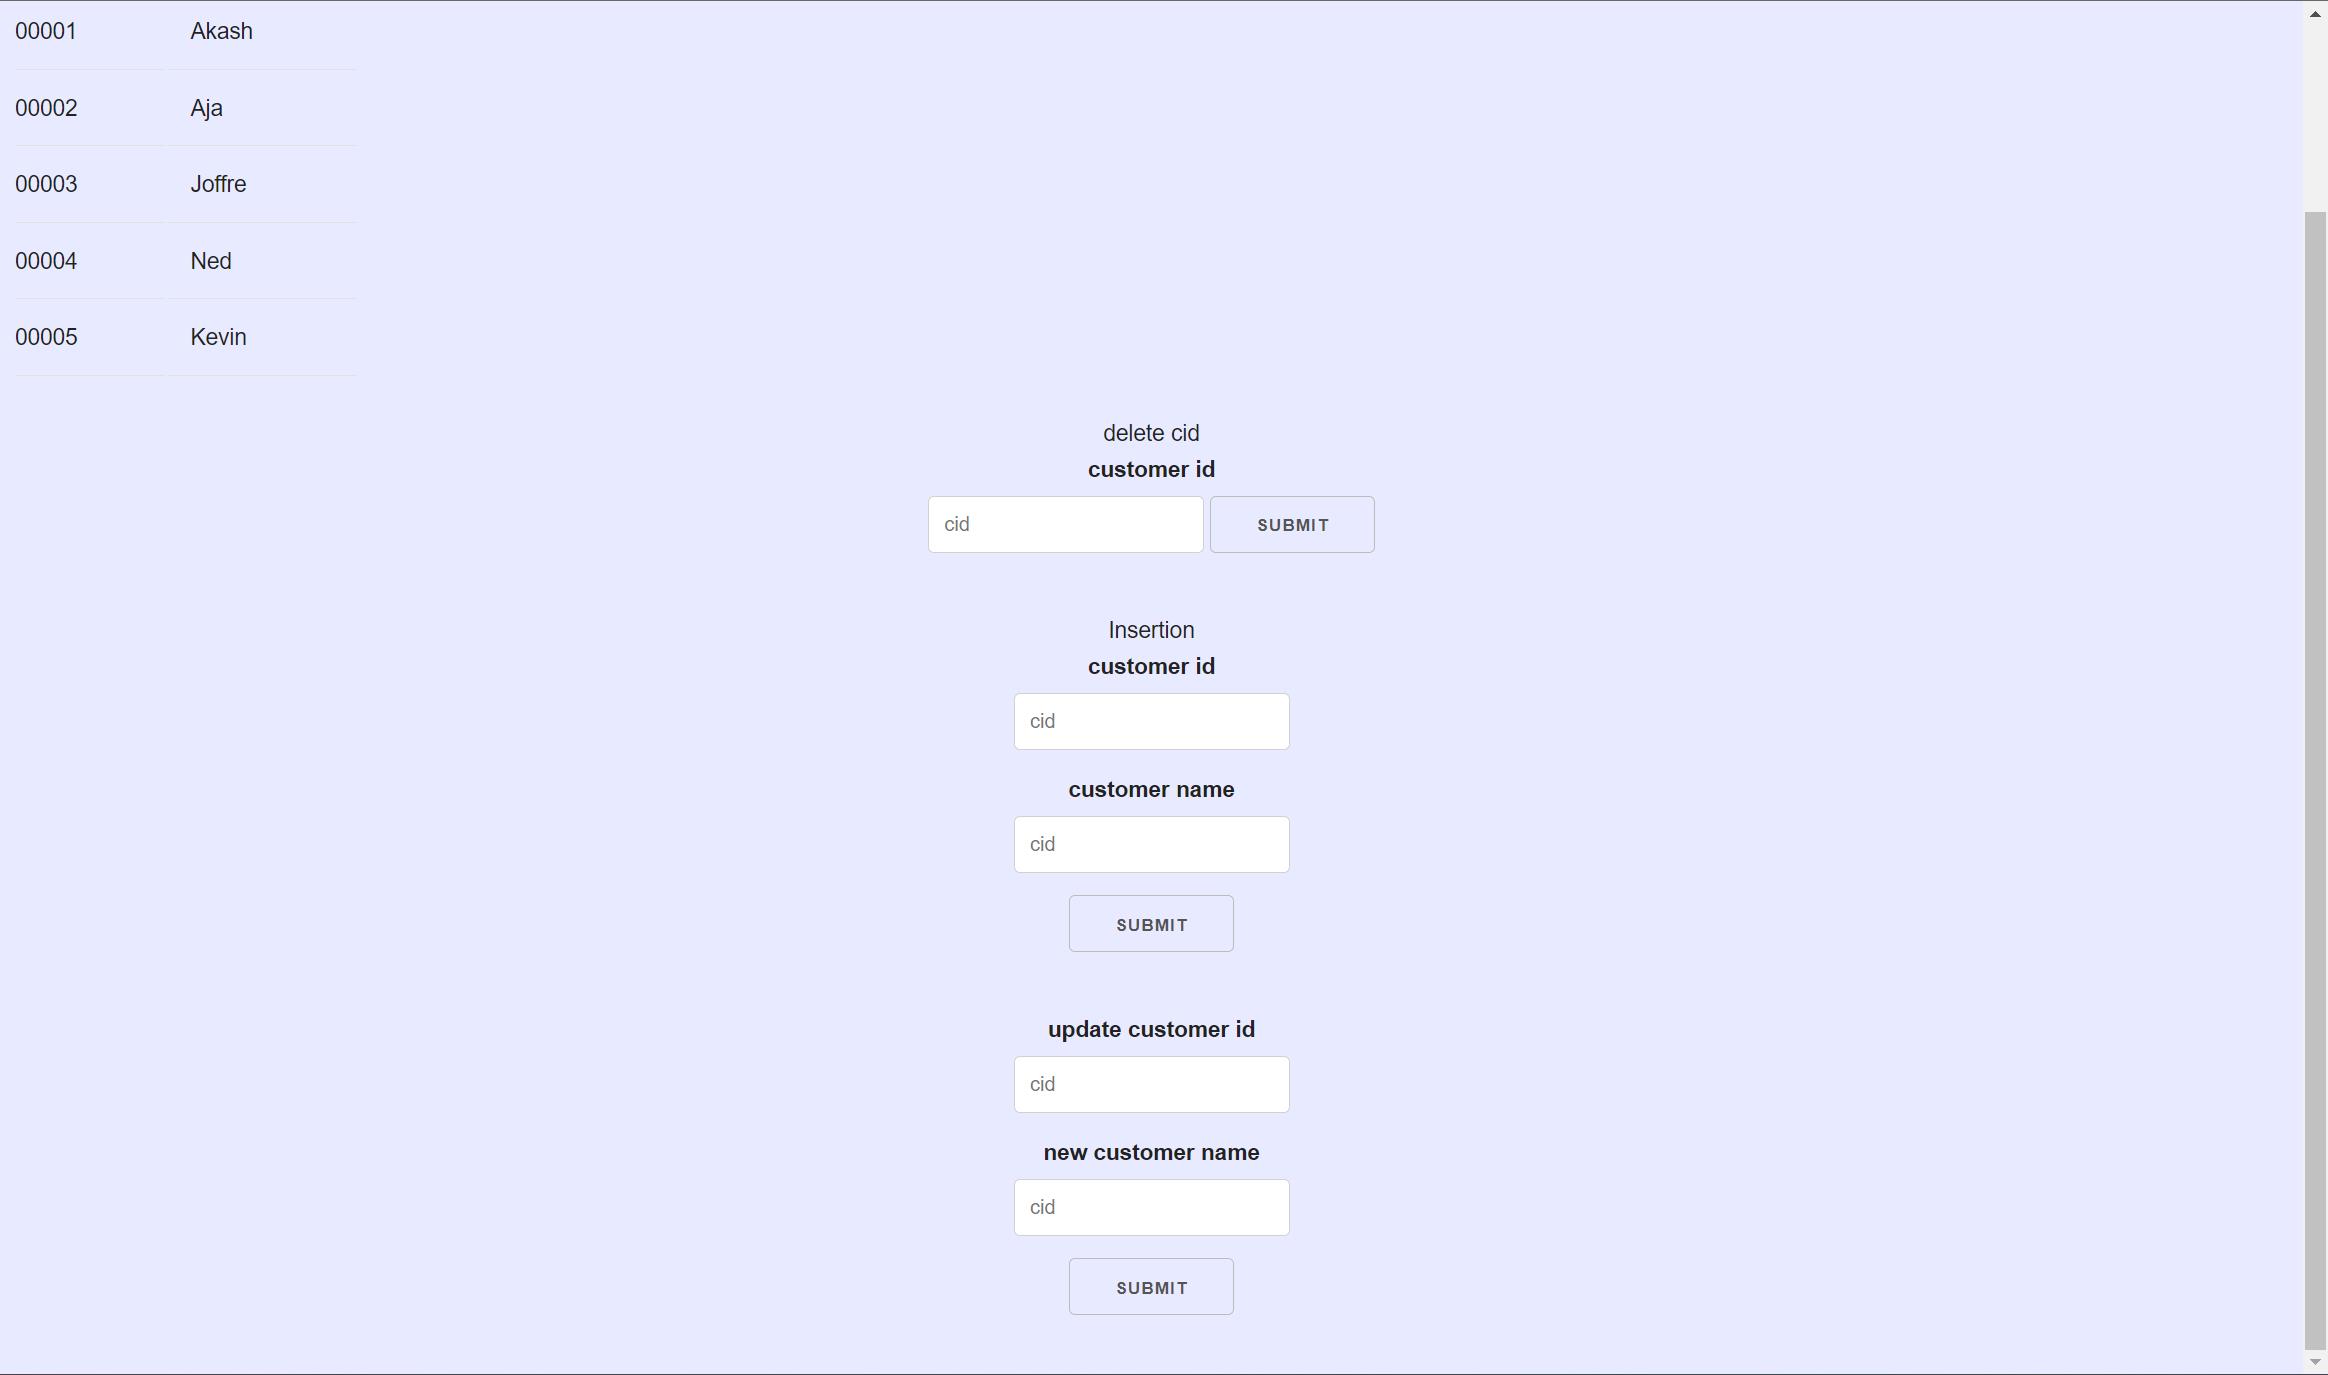 00001 Akash
00002 Aja
00003 Joffre
00004 Ned
00005 Kevin
delete cid
customer id
cid SUBMIT
Insertion
customer id
cid
customer name
cid
SUBMIT
update customer id
cid
new customer name
cid
SUBMIT